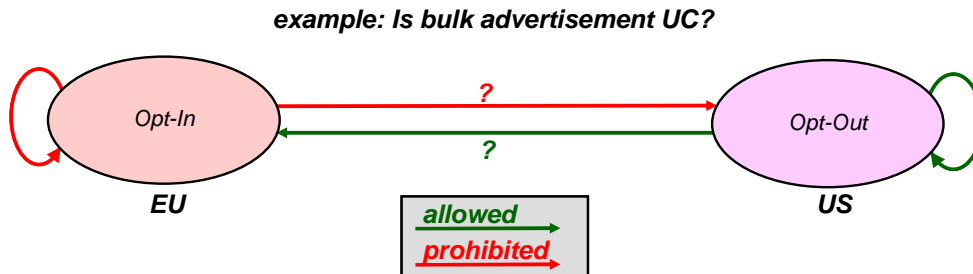 example: Is bulk advertisement UC?
?
Opt-In
Opt-Out
?
EU
US
allowed
prohibited